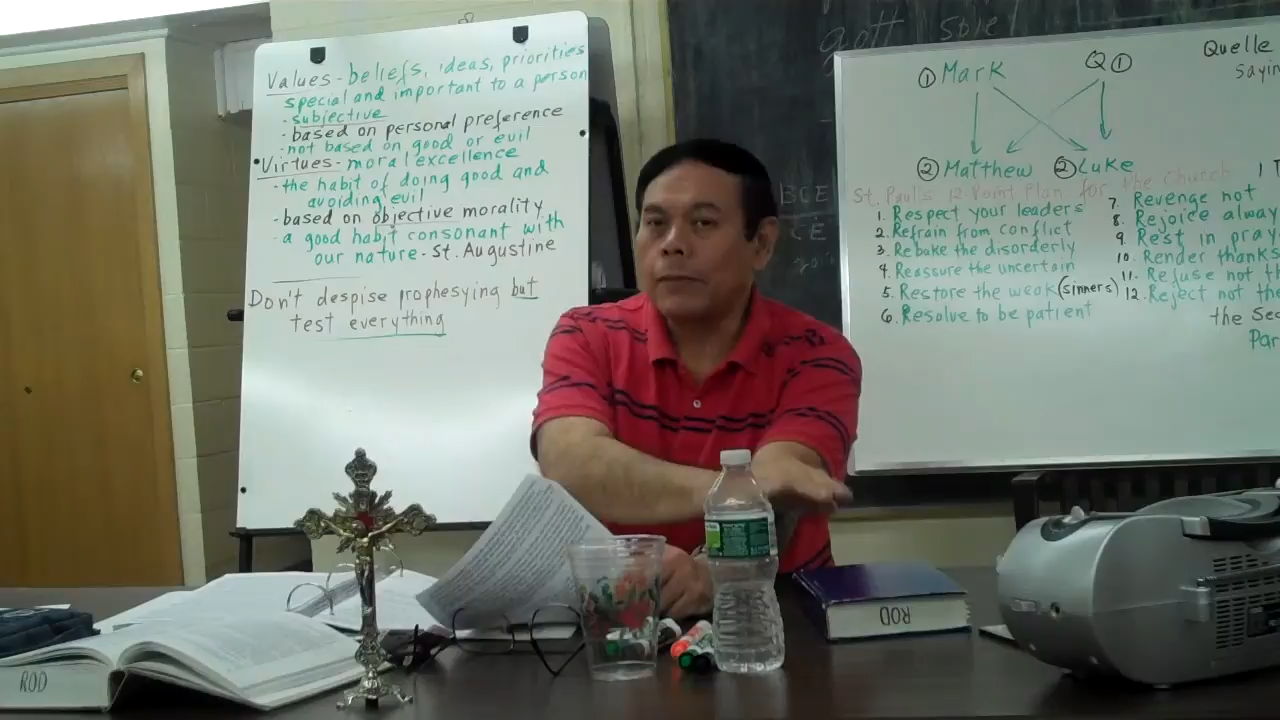 Values - beliefs, ideas, priorities
special and important to a person
- subjective
- based on personal preference
- not based on good or evil
• Virtues - moral excellence
- the habit of doing good and
avoiding evil
- based on objective morality
- a good habit consonant with
our nature - St. Augustine
Don't despise prophesying but
test everything
gott
BCE
CE
① Mark
Q ①
Quelle
② Matthew
② Luke
St. Paul's 12 Point Plan for the Church
1. Respect your leaders
2. Refrain from conflict
3. Rebuke the disorderly
4. Reassure the uncertain
5. Restore the weak (sinners)
6. Resolve to be patient
7. Revenge not
8. Rejoice alway
9. Rest in pray
10. Render thanks
11. Refuse not th
12. Reject not the
the Sec
Par
ROD
ROD